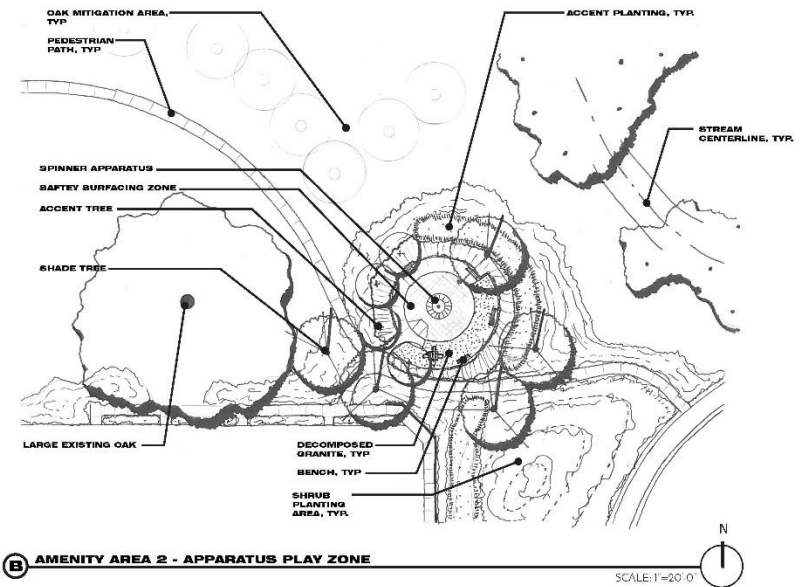 OAK MITIGATION AREA,
TYP
PEDESTRIAN
PATH, TYP
ACCENT PLANTING, TYP.
STREAM
CENTERLINE, TYP.
SPINNER APPARATUS
SAFTEY SURFACING ZONE
ACCENT TREE
SHADE TREE
LARGE EXISTING OAK
DECOMPOSED
GRANITE, TYP
BENCH, TYP
SHRUB
PLANTING
AREA, TYP.
N
B AMENITY AREA 2 - APPARATUS PLAY ZONE
SCALE: 1"=20'-0"